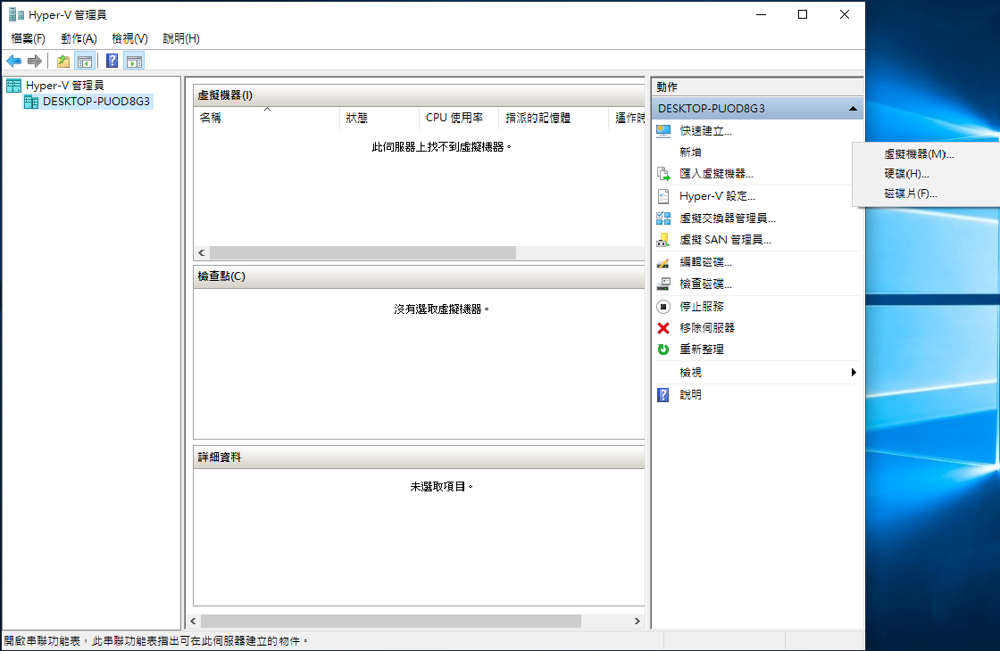 Hyper-V 管理員
檔案(F) 動作(A) 檢視(V) 說明(H)
Hyper-V 管理員
DESKTOP-PUOD8G3
虛擬機器(I)
名稱 狀態 CPU 使用率 指派的記憶體 運作時
此伺服器上找不到虛擬機器。
檢查點(C)
沒有選取虛擬機器。
詳細資料
未選取項目。
動作
DESKTOP-PUOD8G3
快速建立...
新增
匯入虛擬機器...
Hyper-V 設定...
虛擬交換器管理員...
虛擬 SAN 管理員...
編輯磁碟...
檢查磁碟...
停止服務
移除伺服器
重新整理
檢視
說明
虛擬機器(M)...
硬碟(H)...
磁碟片(F)...
開啟串聯功能表，此串聯功能表指出可在此伺服器建立的物件。